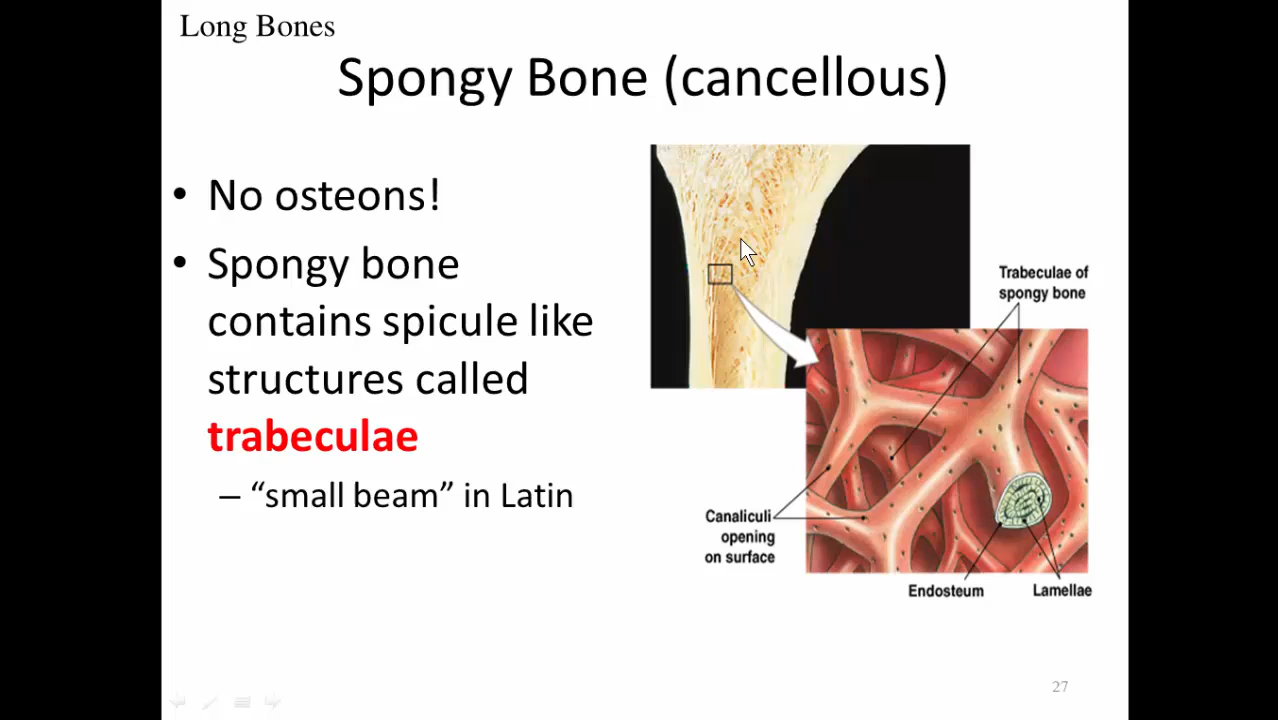 Long Bones
Spongy Bone (cancellous)
• No osteons!
• Spongy bone
contains spicule like
structures called
trabeculae
– “small beam” in Latin
Trabeculae of
spongy bone
Canaliculi
opening
on surface
Endosteum
Lamellae
27